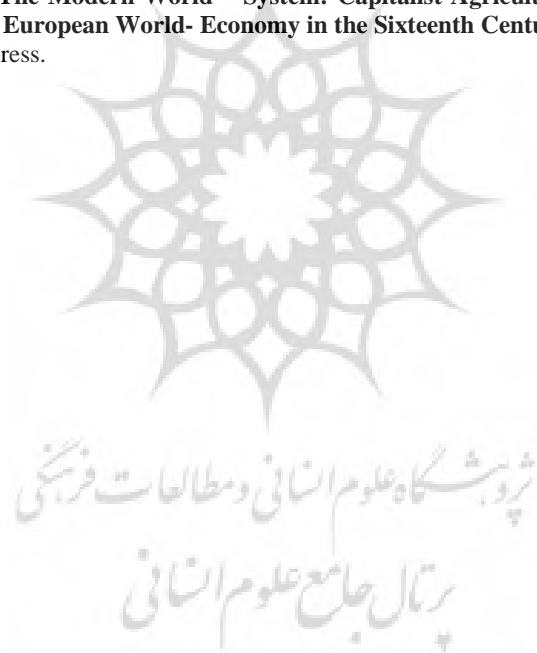 The Modern World – System: Capitalist Agricult
European World- Economy in the Sixteenth Centu
ress.
پژوهشگاه علوم انسانی و مطالعات فرهنگی
پرتال جامع علوم انسانی